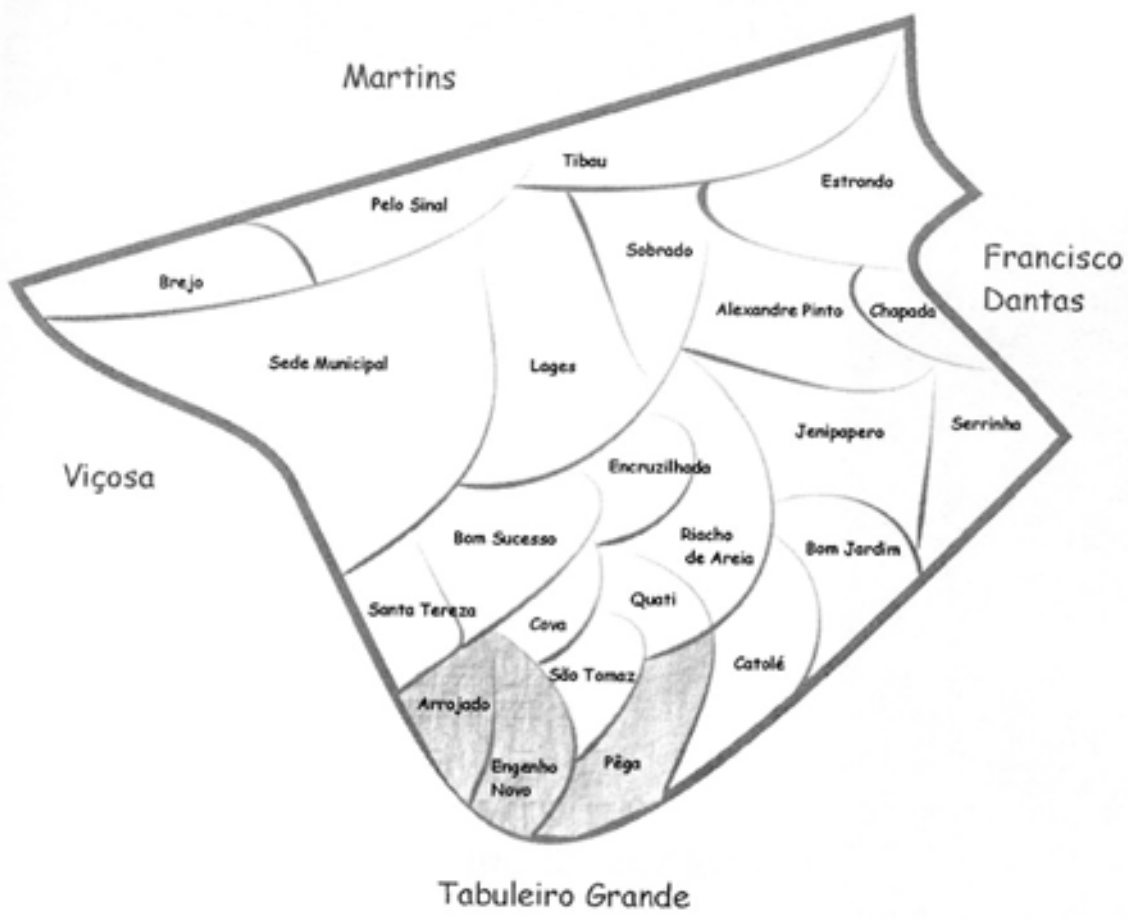 Martins
Tibau
Estrondo
Pelo Sinal
Sobrado
Francisco
Dantas
Brejo
Alexandre Pinto
Chapada
Sede Municipal
Lages
Jenipapero
Serrinha
Viçosa
Encruzilhada
Bom Sucesso
Riacho
de Areia
Bom Jardim
Santa Tereza
Cova
Quati
Catolé
São Tomaz
Arrojado
Engenho
Novo
Pêga
Tabuleiro Grande